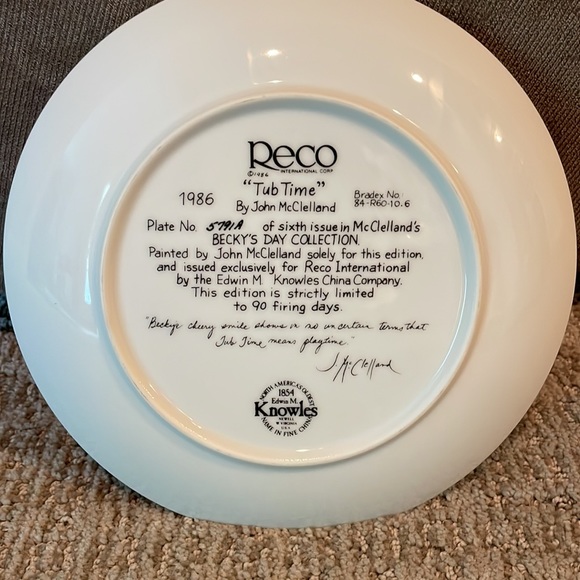 Reco
©1986 INTERNATIONAL CORP
"Tub Time"
1986 By John McClelland Bradex No.:
84-R60-10.6
Plate No. 5791A of sixth issue in McClelland's
BECKY'S DAY COLLECTION.
Painted by John McClelland solely for this edition,
and issued exclusively for Reco International
by the Edwin M. Knowles China Company.
This edition is strictly limited
to 90 firing days.
"Becky's cheery smile shows in no uncertain terms that
Tub Time means playtime."
J. McClelland
NORTH AMERICA'S OLDEST
1854
Edwin M.
Knowles
NEWELL
W VIRGINIA
U.S.A.
NAME IN FINE CHINA